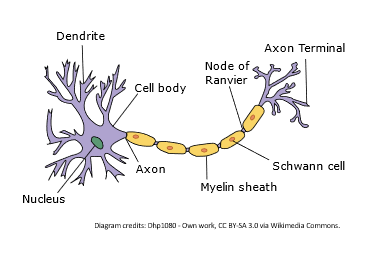 Dendrite
Axon Terminal
Node of
Ranvier
Cell body
Axon
Schwann cell
Myelin sheath
Nucleus
Diagram credits: Dhp1080 - Own work, CC BY-SA 3.0 via Wikimedia Commons.